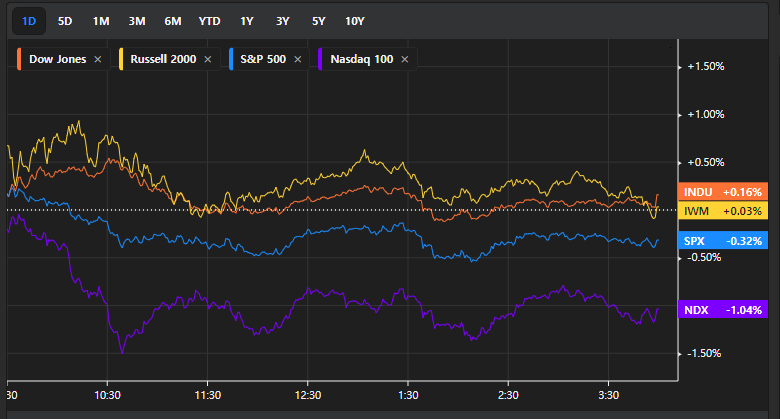 1D 5D 1M 3M 6M YTD 1Y 3Y 5Y 10Y
Dow Jones × Russell 2000 × S&P 500 × Nasdaq 100 ×
+1.50%
+1.00%
+0.50%
INDU +0.16%
IWM +0.03%
SPX -0.32%
-0.50%
NDX -1.04%
-1.50%
:30 10:30 11:30 12:30 1:30 2:30 3:30